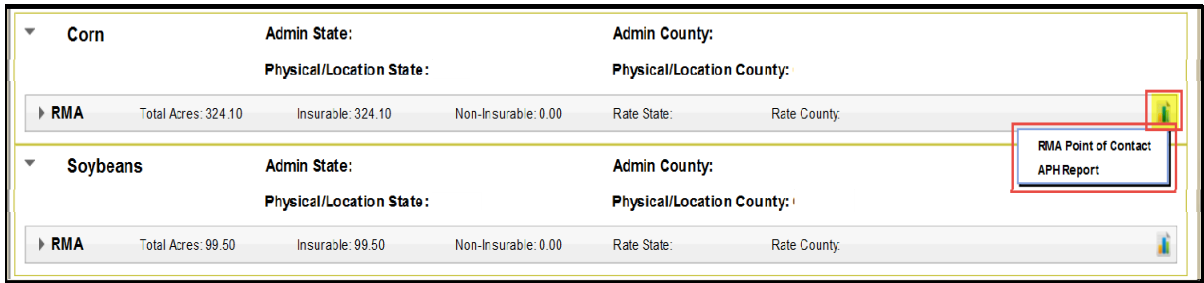 Corn Admin State: Admin County:
Physical/Location State: Physical/Location County:
RMA Total Acres: 324.10 Insurable: 324.10 Non-Insurable: 0.00 Rate State: Rate County:
RMA Point of Contact
APH Report
Soybeans Admin State: Admin County:
Physical/Location State: Physical/Location County:
RMA Total Acres: 99.50 Insurable: 99.50 Non-Insurable: 0.00 Rate State: Rate County: